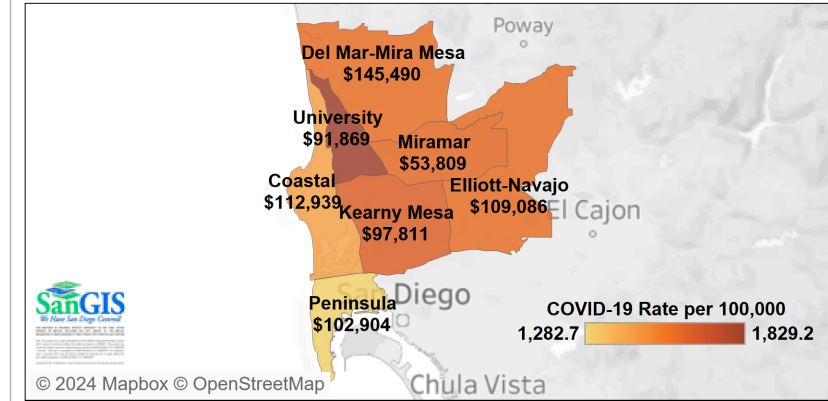 Poway
Del Mar-Mira Mesa
$145,490
University
$91,869
Miramar
$53,809
Coastal
$112,939
Kearny Mesa
$97,811
Elliott-Navajo
$109,086
El Cajon
SanGIS
We Have San Diego Covered!
San Diego
Peninsula
$102,904
COVID-19 Rate per 100,000
1,282.7
1,829.2
© 2024 Mapbox © OpenStreetMap
Chula Vista